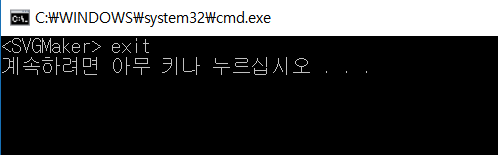 C:₩WINDOWS₩system32₩cmd.exe
<SVGMaker> exit
계속하려면 아무 키나 누르십시오 . . .